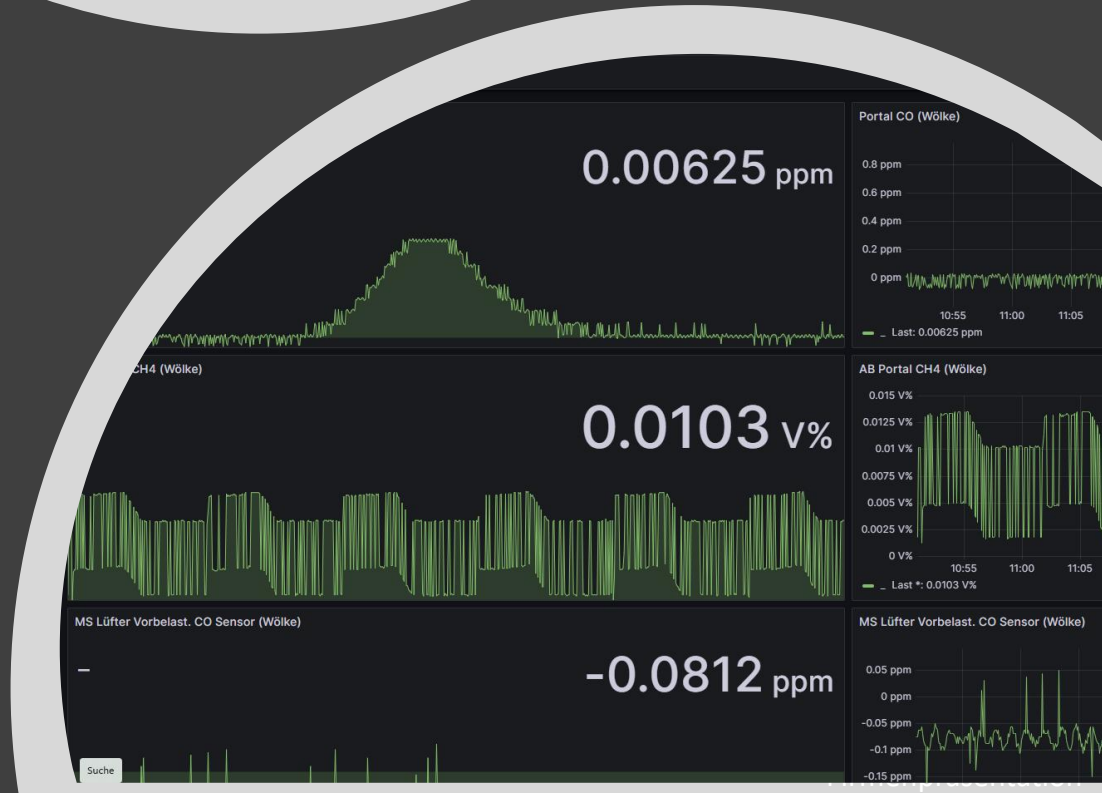 0.00625 ppm
Portal CO (Wölke)
0.8 ppm
0.6 ppm
0.4 ppm
0.2 ppm
0 ppm
10:55 11:00 11:05
_ Last: 0.00625 ppm
CH4 (Wölke)
0.0103 V%
AB Portal CH4 (Wölke)
0.015 V%
0.0125 V%
0.01 V%
0.0075 V%
0.005 V%
0.0025 V%
0 V%
10:55 11:00 11:05
_ Last *: 0.0103 V%
MS Lüfter Vorbelast. CO Sensor (Wölke)
–
-0.0812 ppm
Suche
MS Lüfter Vorbelast. CO Sensor (Wölke)
0.05 ppm
0 ppm
-0.05 ppm
-0.1 ppm
-0.15 ppm
Firmenpräsentation